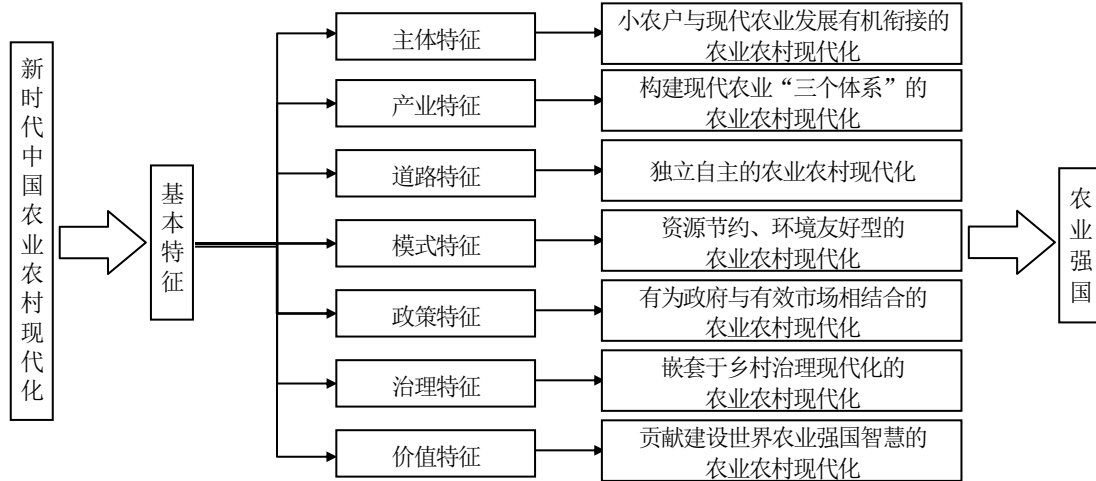 新时代中国农业农村现代化
基本特征
主体特征
小农户与现代农业发展有机衔接的
农业农村现代化
产业特征
构建现代农业“三个体系”的
农业农村现代化
道路特征
独立自主的农业农村现代化
模式特征
资源节约、环境友好型的
农业农村现代化
政策特征
有为政府与有效市场相结合的
农业农村现代化
治理特征
嵌套于乡村治理现代化的
农业农村现代化
价值特征
贡献建设世界农业强国智慧的
农业农村现代化
农业强国